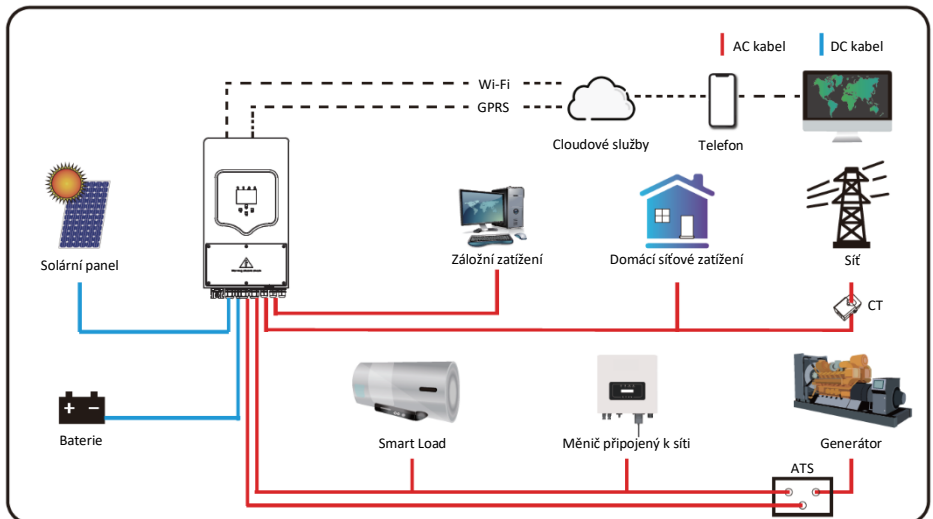 AC kabel
DC kabel
Wi-Fi
GPRS
Cloudové služby
Telefon
Solární panel
Záložní zatížení
Domácí síťové zatížení
Síť
CT
Baterie
Smart Load
Měnič připojený k síti
Generátor
ATS